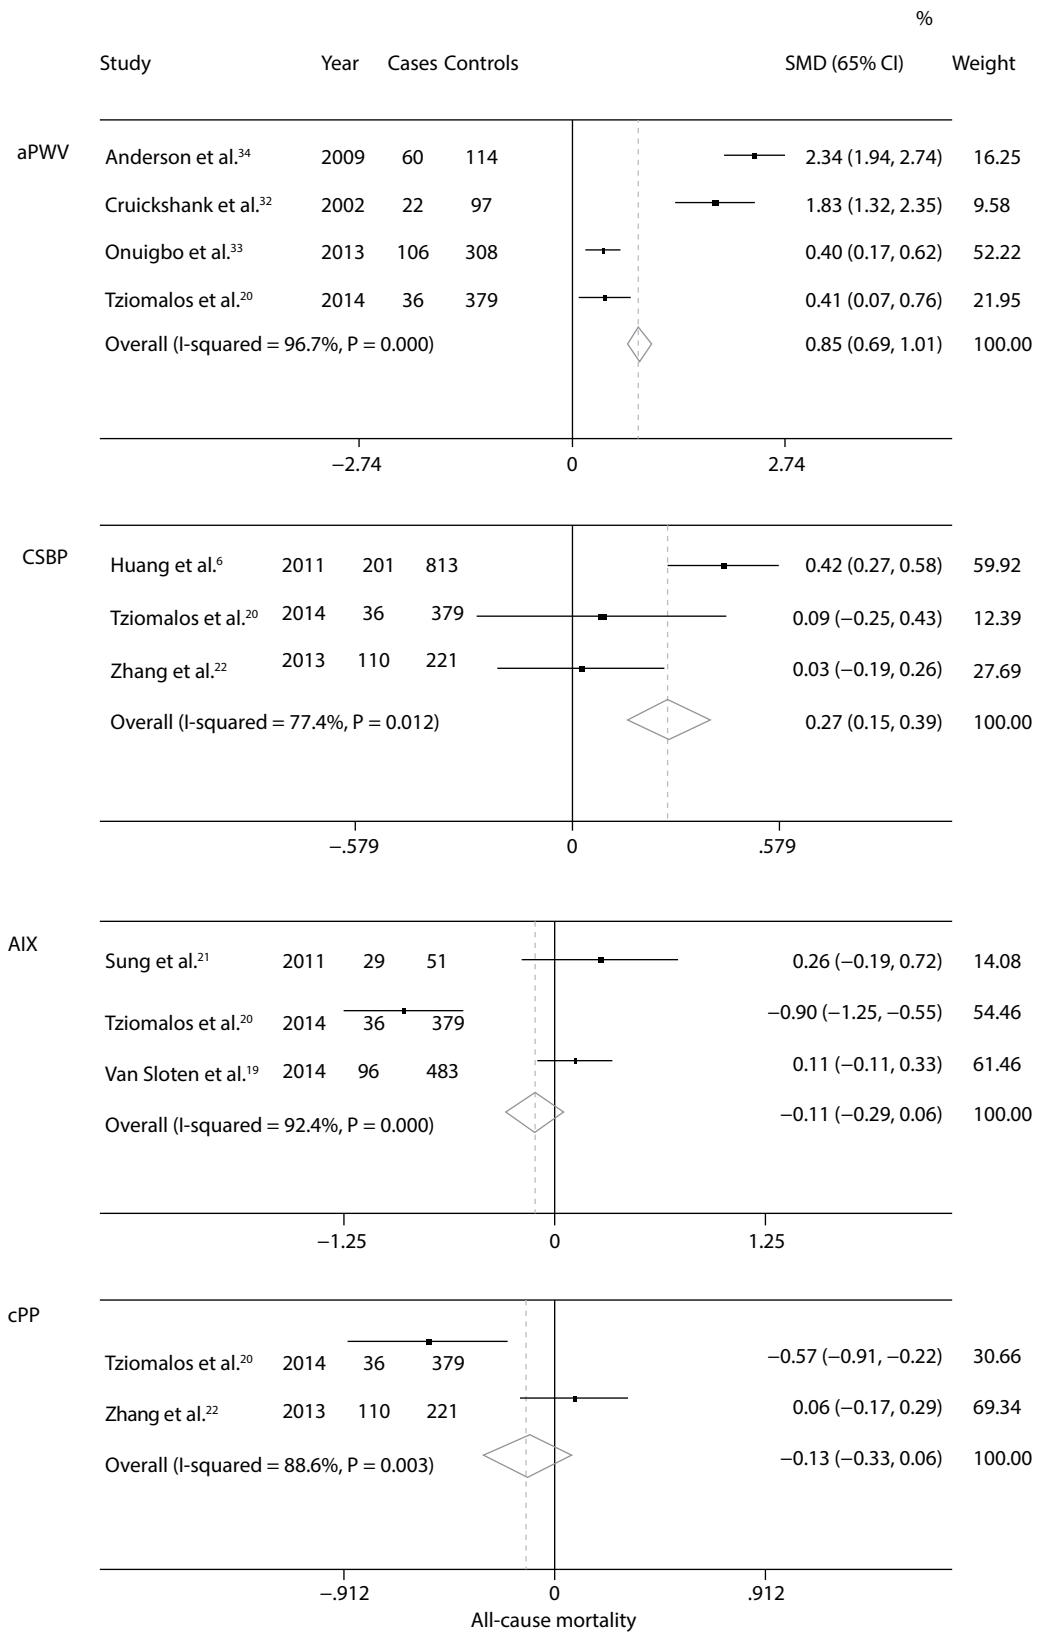 %
Study Year Cases Controls SMD (65% CI) Weight
aPWV
Anderson et al.34 2009 60 114 2.34 (1.94, 2.74) 16.25
Cruickshank et al.32 2002 22 97 1.83 (1.32, 2.35) 9.58
Onuigbo et al.33 2013 106 308 0.40 (0.17, 0.62) 52.22
Tziomalos et al.20 2014 36 379 0.41 (0.07, 0.76) 21.95
Overall (I-squared = 96.7%, P = 0.000) 0.85 (0.69, 1.01) 100.00
−2.74 0 2.74
CSBP
Huang et al.6 2011 201 813 0.42 (0.27, 0.58) 59.92
Tziomalos et al.20 2014 36 379 0.09 (−0.25, 0.43) 12.39
Zhang et al.22 2013 110 221 0.03 (−0.19, 0.26) 27.69
Overall (I-squared = 77.4%, P = 0.012) 0.27 (0.15, 0.39) 100.00
−.579 0 .579
AIX
Sung et al.21 2011 29 51 0.26 (−0.19, 0.72) 14.08
Tziomalos et al.20 2014 36 379 −0.90 (−1.25, −0.55) 54.46
Van Sloten et al.19 2014 96 483 0.11 (−0.11, 0.33) 61.46
Overall (I-squared = 92.4%, P = 0.000) −0.11 (−0.29, 0.06) 100.00
−1.25 0 1.25
cPP
Tziomalos et al.20 2014 36 379 −0.57 (−0.91, −0.22) 30.66
Zhang et al.22 2013 110 221 0.06 (−0.17, 0.29) 69.34
Overall (I-squared = 88.6%, P = 0.003) −0.13 (−0.33, 0.06) 100.00
−.912 0 .912
All-cause mortality